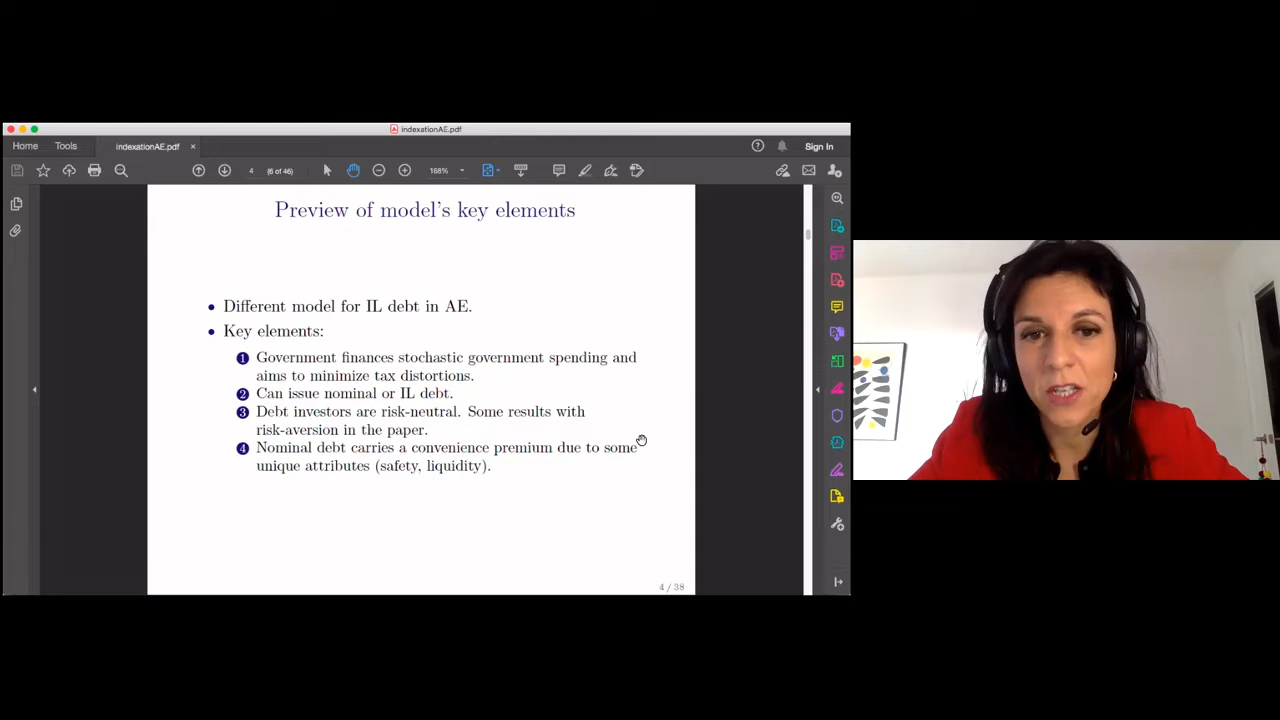 indexationAE.pdf
Home Tools indexationAE.pdf × Sign In
4 (6 of 46) 168%
Preview of model's key elements
• Different model for IL debt in AE.
• Key elements:
1 Government finances stochastic government spending and
aims to minimize tax distortions.
2 Can issue nominal or IL debt.
3 Debt investors are risk-neutral. Some results with
risk-aversion in the paper.
4 Nominal debt carries a convenience premium due to some
unique attributes (safety, liquidity).
4 / 38